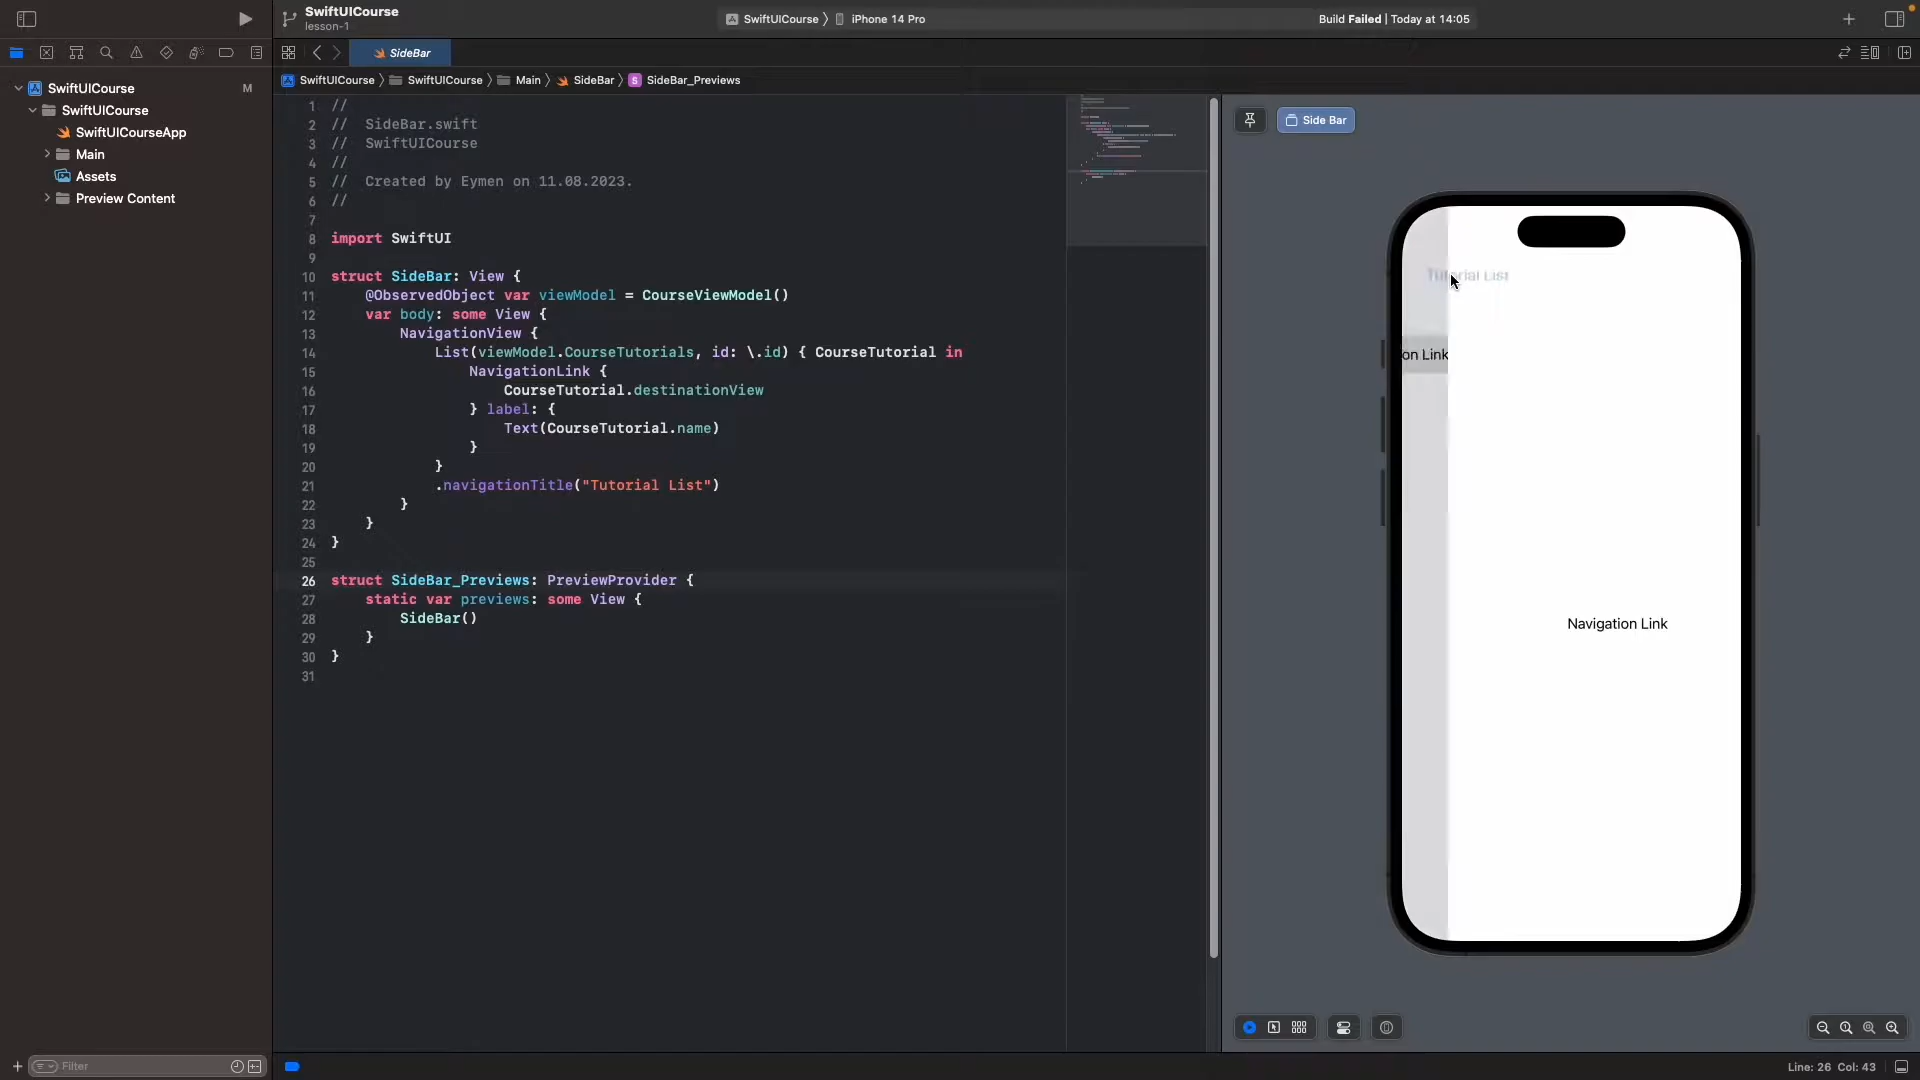 SwiftUICourse
lesson-1
SwiftUICourse
iPhone 14 Pro
Build Failed | Today at 14:05
SideBar
SwiftUICourse
SwiftUICourse
Main
SideBar
S
SideBar_Previews
SwiftUICourse
M
SwiftUICourse
SwiftUICourseApp
Main
Assets
Preview Content
1 //
2 //  SideBar.swift
3 //  SwiftUICourse
4 //
5 //  Created by Eymen on 11.08.2023.
6 //
7
8 import SwiftUI
9
10 struct SideBar: View {
11     @ObservedObject var viewModel = CourseViewModel()
12     var body: some View {
13         NavigationView {
14             List(viewModel.CourseTutorials, id: \.id) { CourseTutorial in
15                 NavigationLink {
16                     CourseTutorial.destinationView
17                 } label: {
18                     Text(CourseTutorial.name)
19                 }
20             }
21             .navigationTitle("Tutorial List")
22         }
23     }
24 }
25
26 struct SideBar_Previews: PreviewProvider {
27     static var previews: some View {
28         SideBar()
29     }
30 }
31
Side Bar
Tutorial List
on Link
Navigation Link
Filter
Line: 26 Col: 43